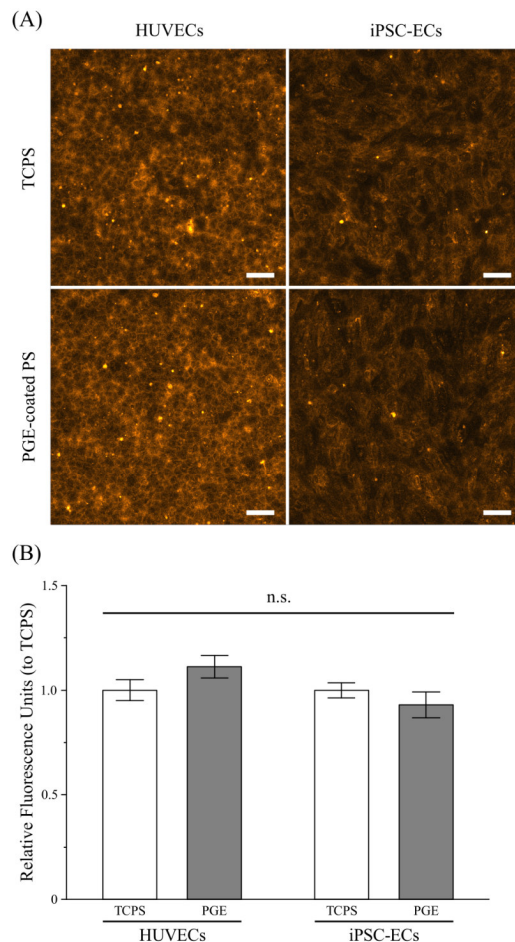 (A)
HUVECs iPSC-ECs
TCPS
PGE-coated PS
(B)
Relative Fluorescence Units (to TCPS)
1.5
n.s.
1.0
0.5
0
TCPS PGE TCPS PGE
HUVECs iPSC-ECs